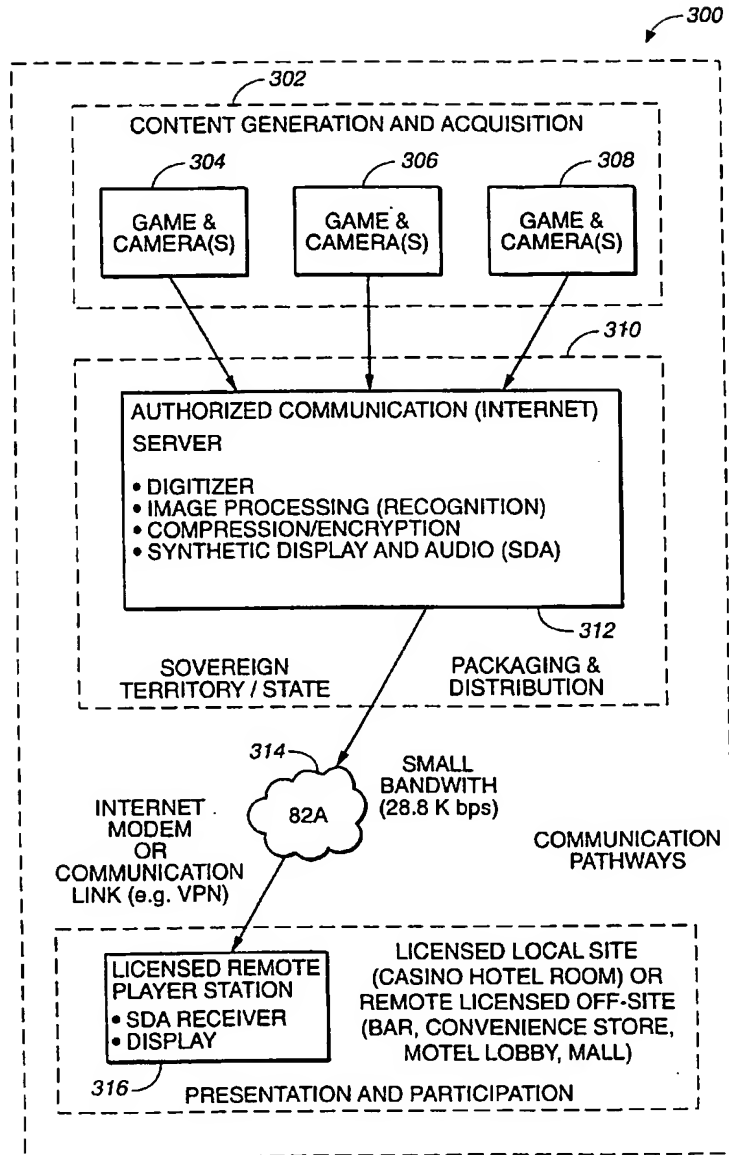 300
302
CONTENT GENERATION AND ACQUISITION
304
306
308
GAME &
CAMERA(S)
GAME &
CAMERA(S)
GAME &
CAMERA(S)
310
AUTHORIZED COMMUNICATION (INTERNET)
SERVER
• DIGITIZER
• IMAGE PROCESSING (RECOGNITION)
• COMPRESSION/ENCRYPTION
• SYNTHETIC DISPLAY AND AUDIO (SDA)
312
SOVEREIGN
TERRITORY / STATE
PACKAGING &
DISTRIBUTION
314
82A
SMALL
BANDWITH
(28.8 K bps)
INTERNET
MODEM
OR
COMMUNICATION
LINK (e.g. VPN)
COMMUNICATION
PATHWAYS
LICENSED REMOTE
PLAYER STATION
• SDA RECEIVER
• DISPLAY
316
LICENSED LOCAL SITE
(CASINO HOTEL ROOM) OR
REMOTE LICENSED OFF-SITE
(BAR, CONVENIENCE STORE,
MOTEL LOBBY, MALL)
PRESENTATION AND PARTICIPATION